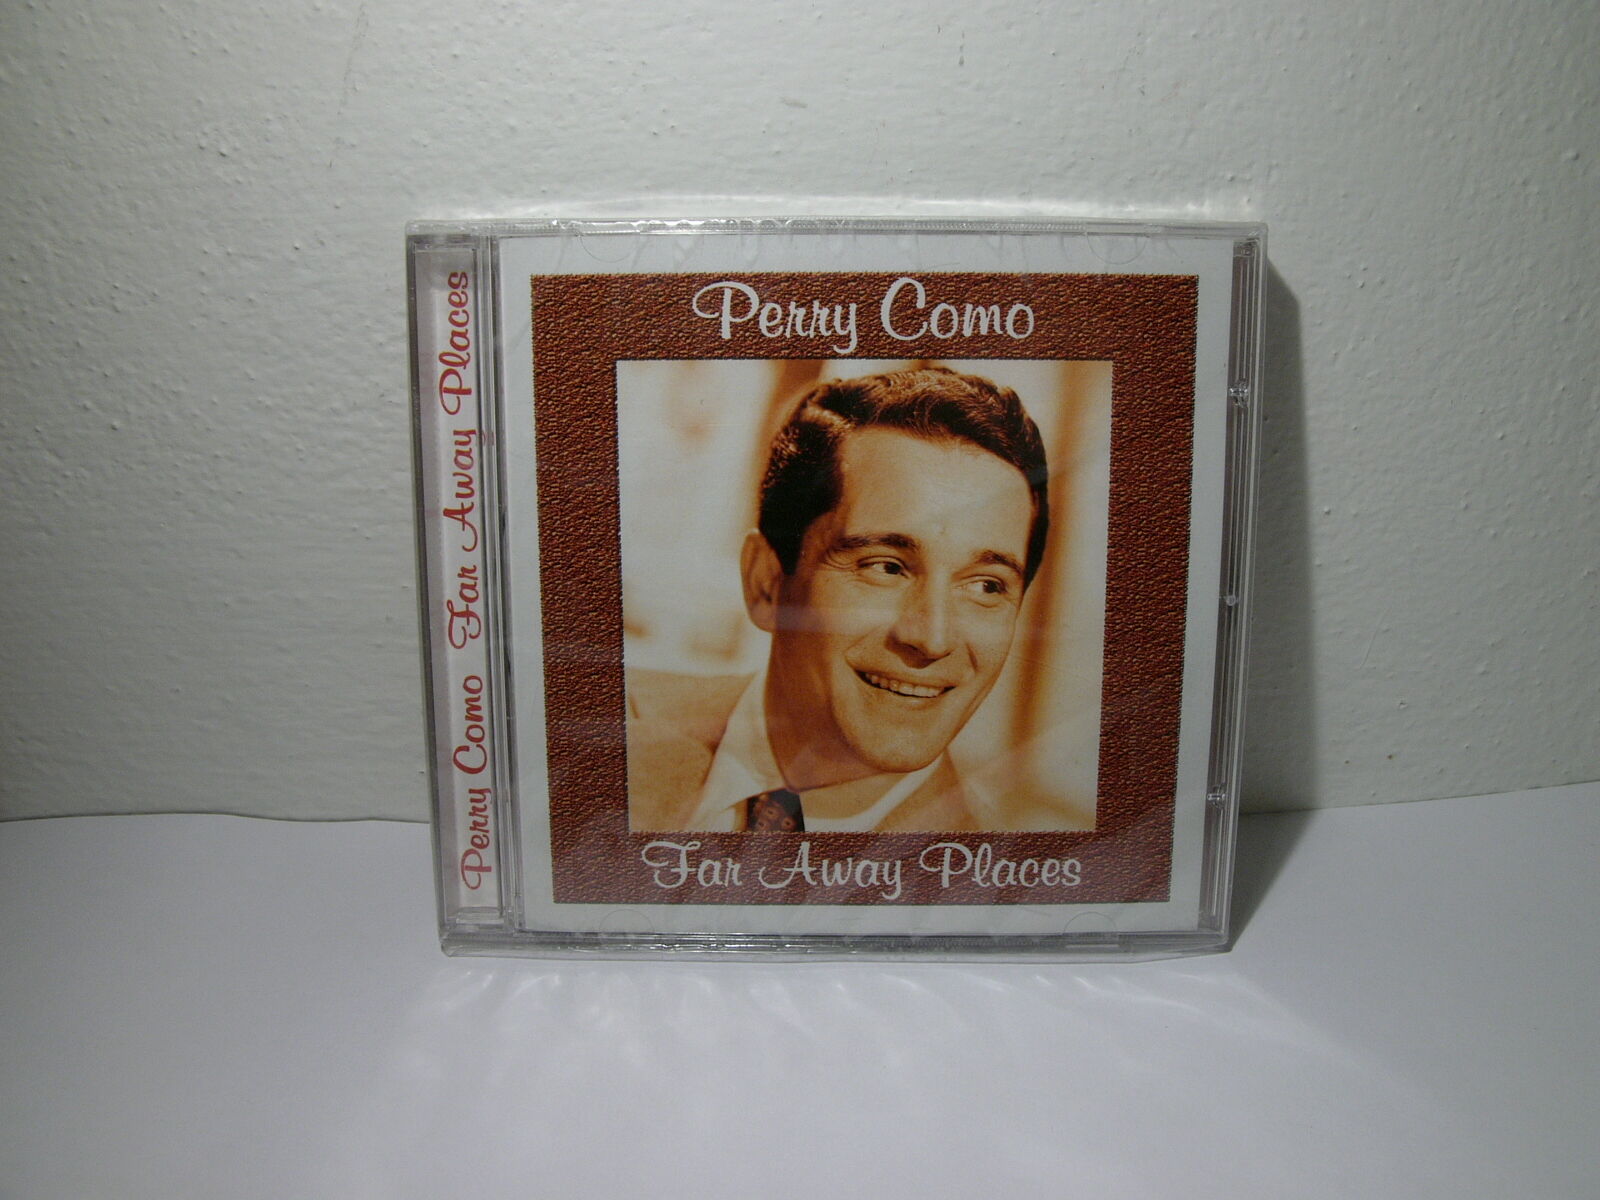 Perry Como
Far Away Places
Perry Como Far Away Places